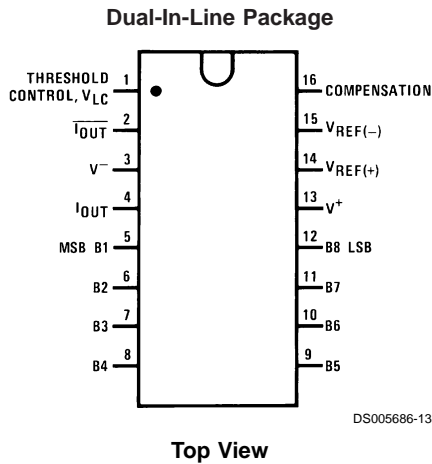 Dual-In-Line Package
THRESHOLD
CONTROL, VLC
1
16
COMPENSATION
I̅O̅U̅T̅
2
15
VREF(−)
V−
3
14
VREF(+)
IOUT
4
13
V+
MSB B1
5
12
B8 LSB
B2
6
11
B7
B3
7
10
B6
B4
8
9
B5
DS005686-13
Top View